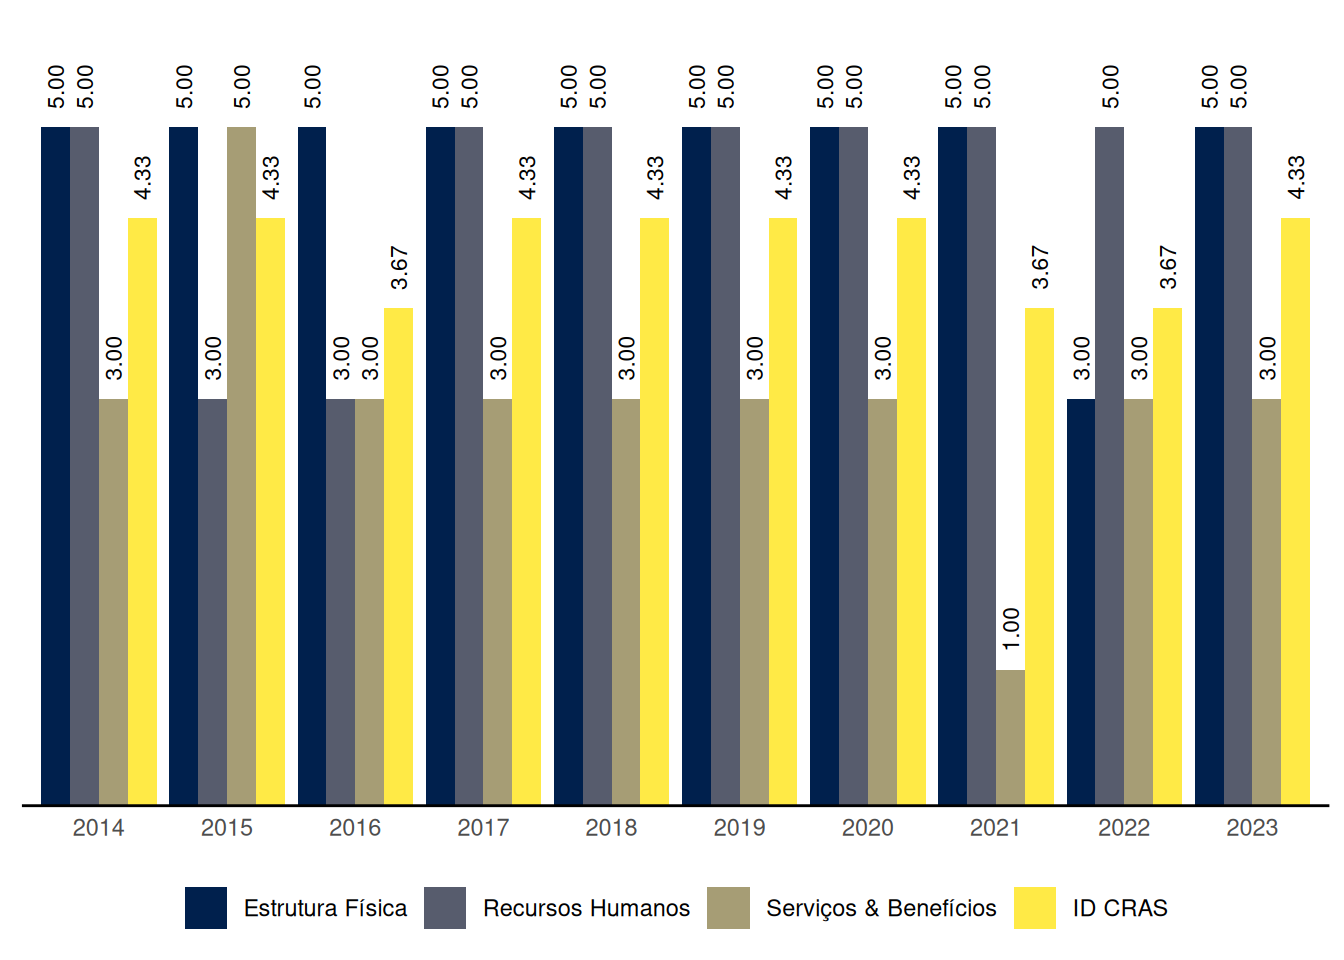 5.00 5.00 3.00 4.33 5.00 3.00 5.00 4.33 5.00 3.00 3.00 3.67 5.00 5.00 3.00 4.33 5.00 5.00 3.00 4.33 5.00 5.00 3.00 4.33 5.00 5.00 3.00 4.33 5.00 5.00 1.00 3.67 3.00 5.00 3.00 3.67 5.00 5.00 3.00 4.33
2014 2015 2016 2017 2018 2019 2020 2021 2022 2023
Estrutura Física Recursos Humanos Serviços & Benefícios ID CRAS